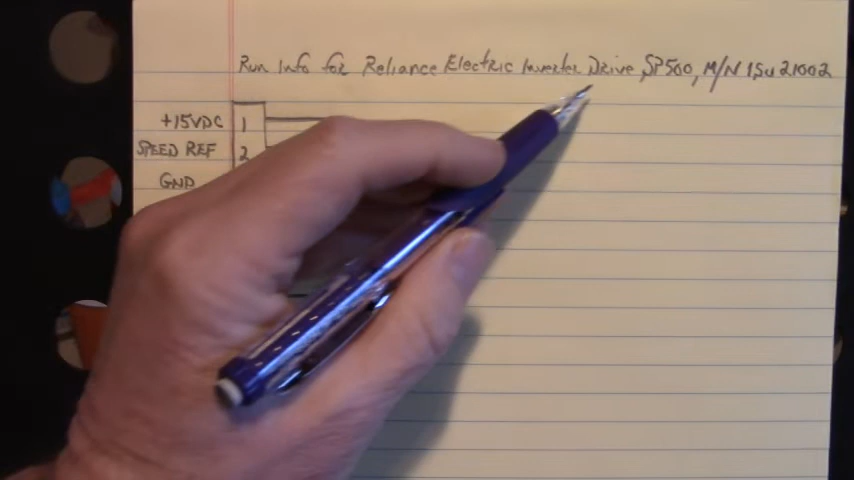 Run Info for Reliance Electric Inverter Drive, SP500, M/N 1SU21002
+15VDC 1
SPEED REF 2
GND